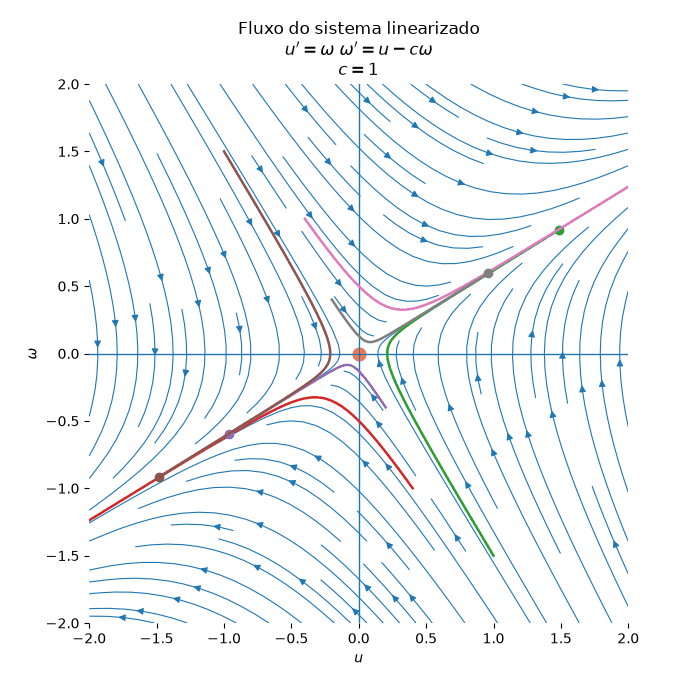 Fluxo do sistema linearizado
u′ = ω ω′ = u − cω
c = 1
2.0
1.5
1.0
0.5
0.0
−0.5
−1.0
−1.5
−2.0
ω
−2.0 −1.5 −1.0 −0.5 0.0 0.5 1.0 1.5 2.0
u